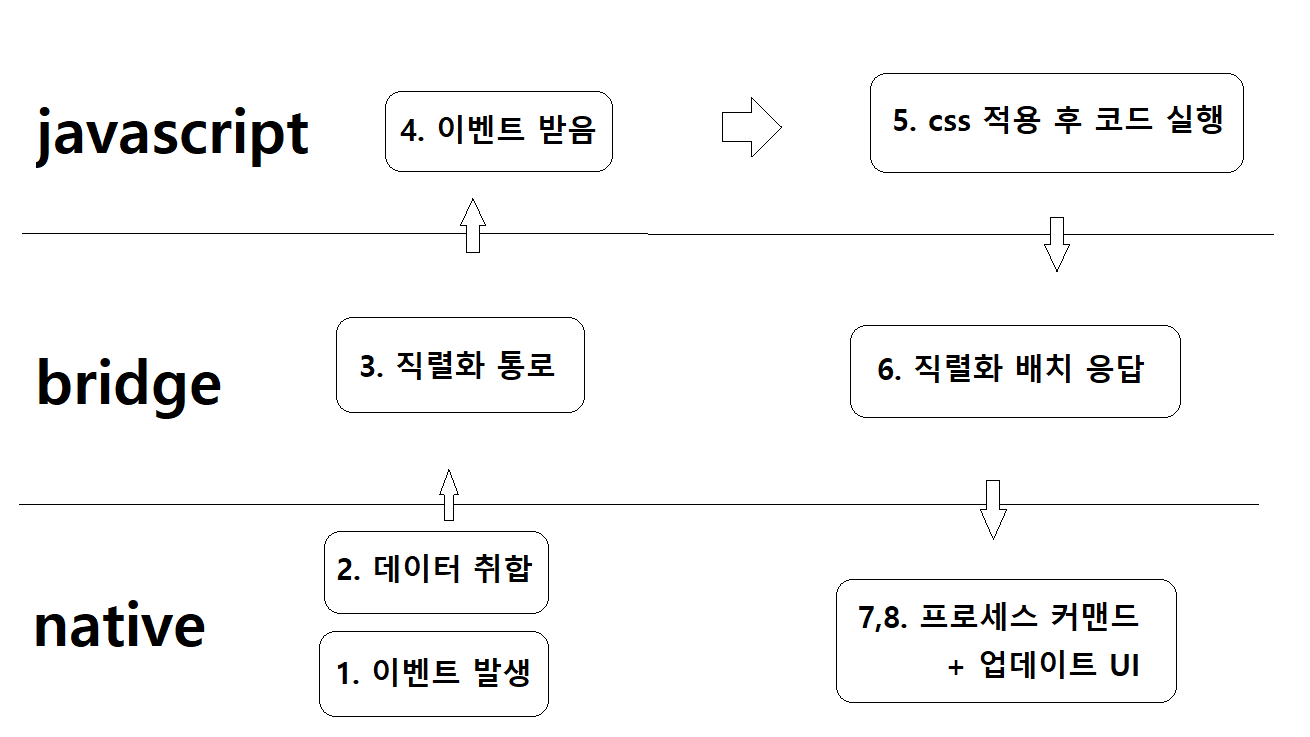 javascript
4. 이벤트 받음
5. css 적용 후 코드 실행
bridge
3. 직렬화 통로
6. 직렬화 배치 응답
native
2. 데이터 취합
1. 이벤트 발생
7,8. 프로세스 커맨드
+ 업데이트 UI